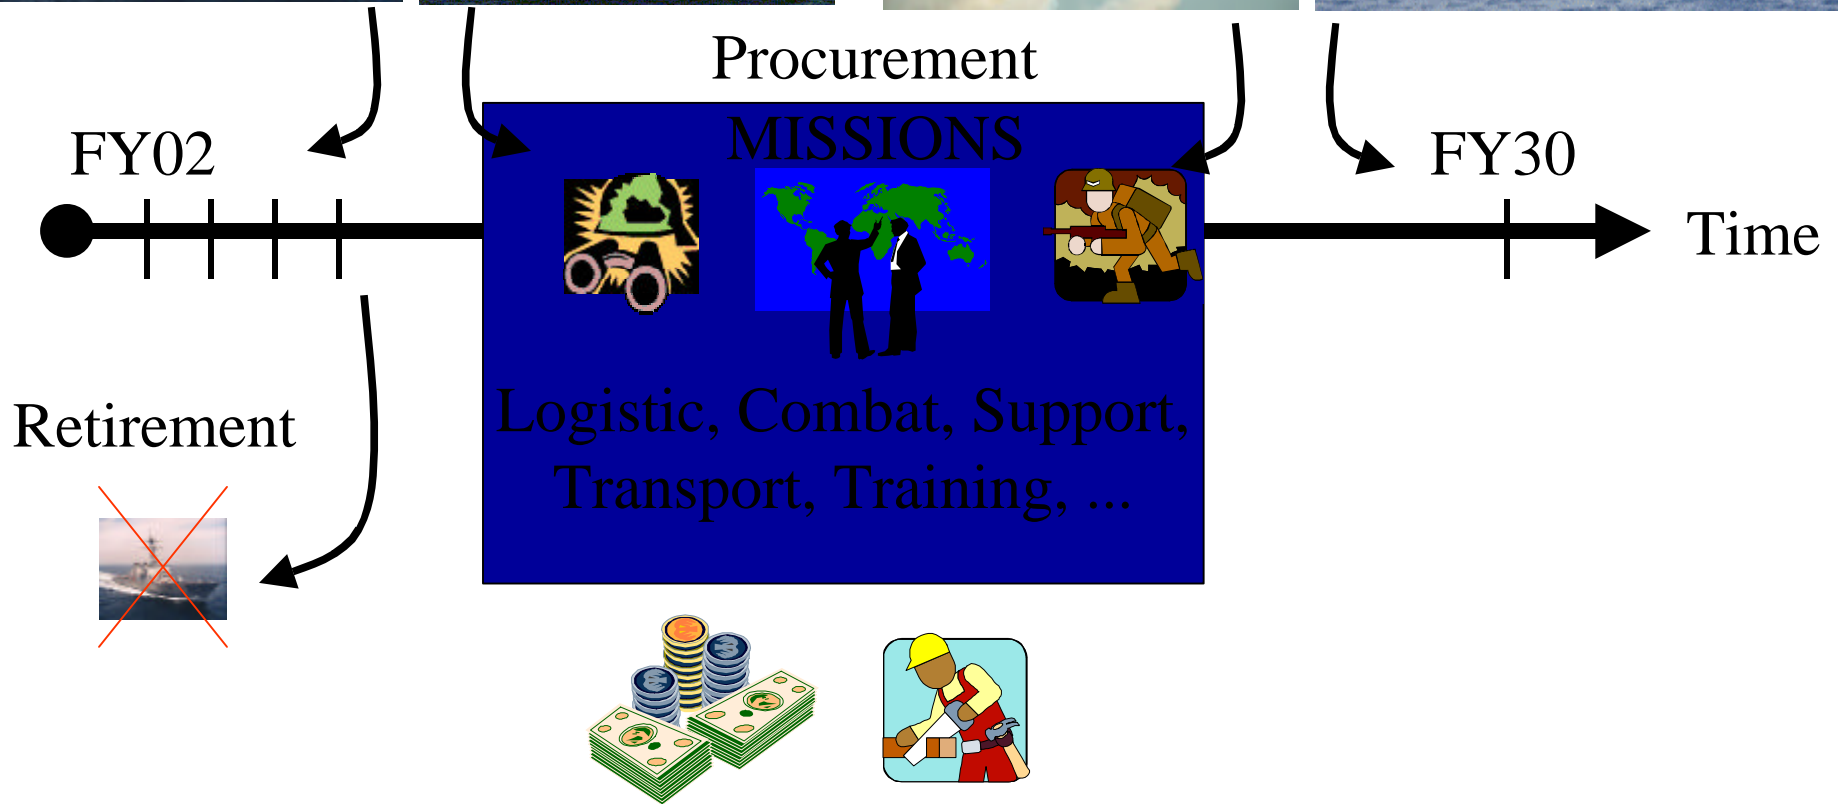 Procurement
MISSIONS
FY02
FY30
Time
Retirement
Logistic, Combat, Support,
Transport, Training, ...